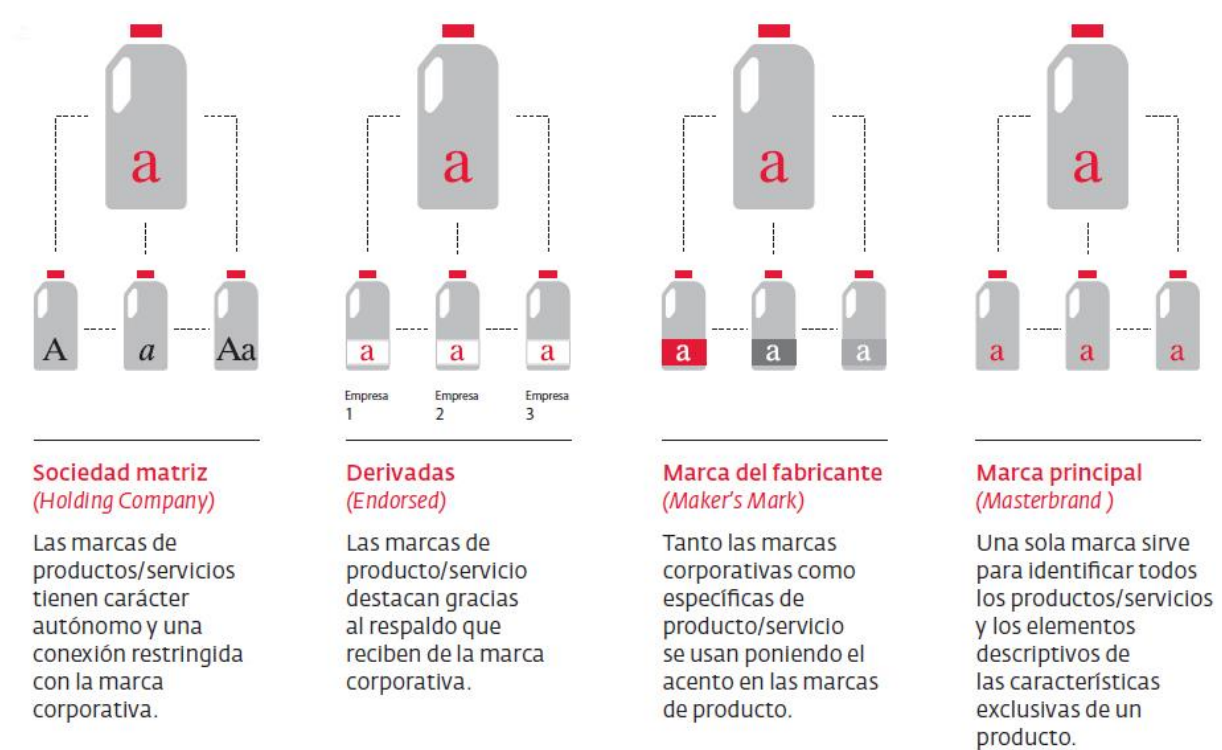 a
A
a
Aa
Sociedad matriz
(Holding Company)
Las marcas de
productos/servicios
tienen carácter
autónomo y una
conexión restringida
con la marca
corporativa.
a
a
a
a
Empresa
1
Empresa
2
Empresa
3
Derivadas
(Endorsed)
Las marcas de
producto/servicio
destacan gracias
al respaldo que
reciben de la marca
corporativa.
a
a
a
a
Marca del fabricante
(Maker's Mark)
Tanto las marcas
corporativas como
específicas de
producto/servicio
se usan poniendo el
acento en las marcas
de producto.
a
a
a
a
Marca principal
(Masterbrand )
Una sola marca sirve
para identificar todos
los productos/servicios
y los elementos
descriptivos de
las características
exclusivas de un
producto.